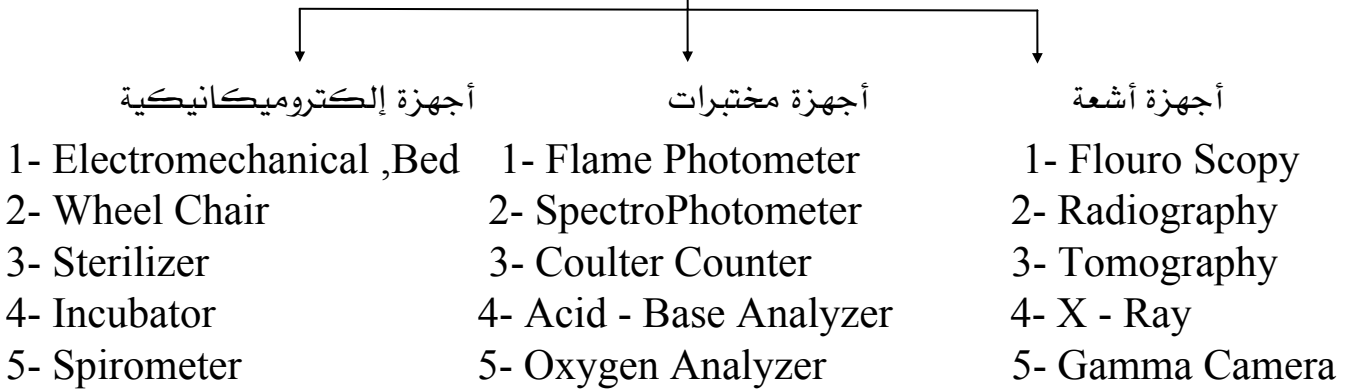 أجهزة أشعة أجهزة مختبرات أجهزة إلكتروميكانيكية
1- Electromechanical ,Bed 1- Flame Photometer 1- Flouro Scopy
2- Wheel Chair 2- SpectroPhotometer 2- Radiography
3- Sterilizer 3- Coulter Counter 3- Tomography
4- Incubator 4- Acid - Base Analyzer 4- X - Ray
5- Spirometer 5- Oxygen Analyzer 5- Gamma Camera